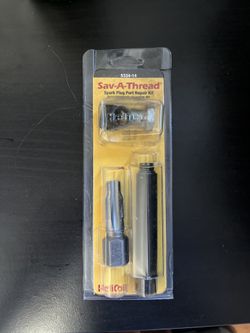 5334-14
Sav-A-Thread®
Spark Plug Port Repair Kit
HeliCoil